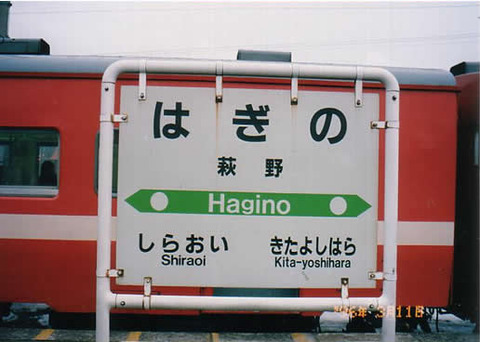 はぎの
萩野
Hagino
しらおい きたよしはら
Shiraoi Kita-yoshihara